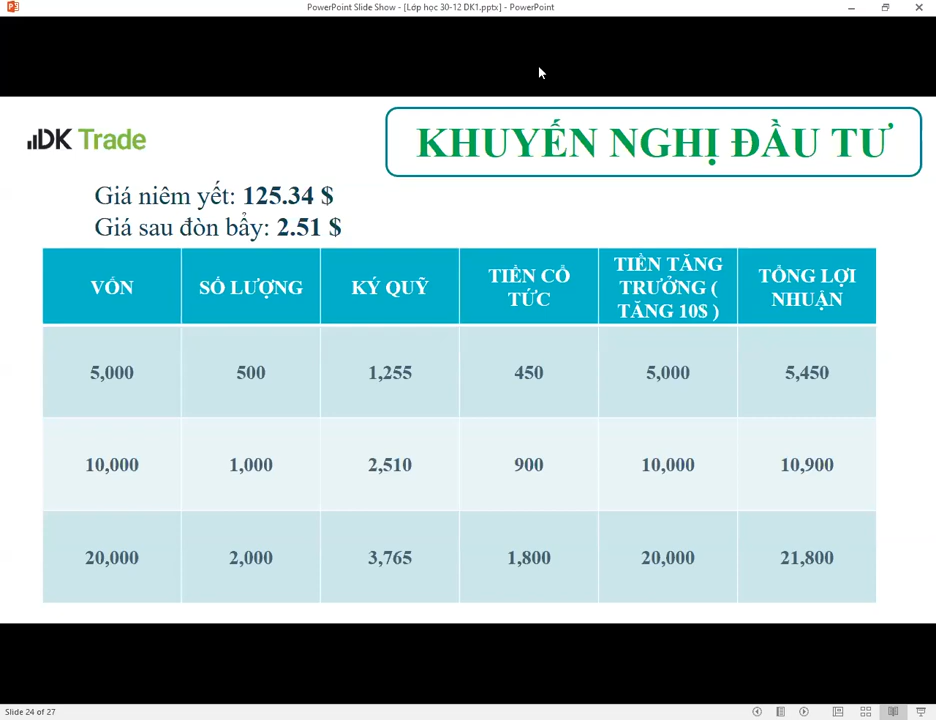 PowerPoint Slide Show - [Lớp học 30-12 DK1.pptx] - PowerPoint
DK Trade
KHUYẾN NGHỊ ĐẦU TƯ
Giá niêm yết: 125.34 $
Giá sau đòn bẩy: 2.51 $
VỐN
SỐ LƯỢNG
KÝ QUỸ
TIỀN CỔ
TỨC
TIỀN TĂNG
TRƯỞNG (
TĂNG 10$ )
TỔNG LỢI
NHUẬN
5,000 500 1,255 450 5,000 5,450
10,000 1,000 2,510 900 10,000 10,900
20,000 2,000 3,765 1,800 20,000 21,800
Slide 24 of 27